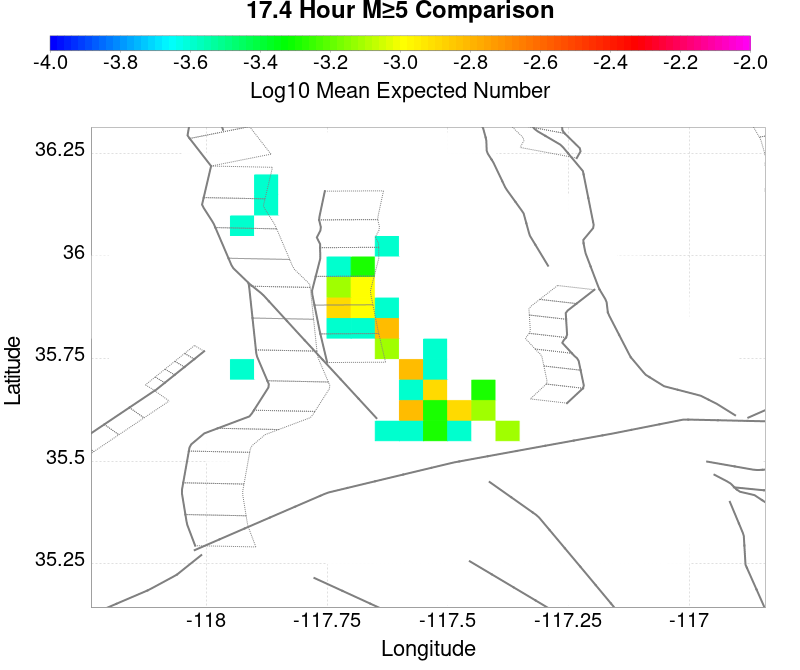 17.4 Hour M≥5 Comparison
-4.0 -3.8 -3.6 -3.4 -3.2 -3.0 -2.8 -2.6 -2.4 -2.2 -2.0
Log10 Mean Expected Number
36.25
36
35.75
35.5
35.25
Latitude
-118 -117.75 -117.5 -117.25 -117
Longitude